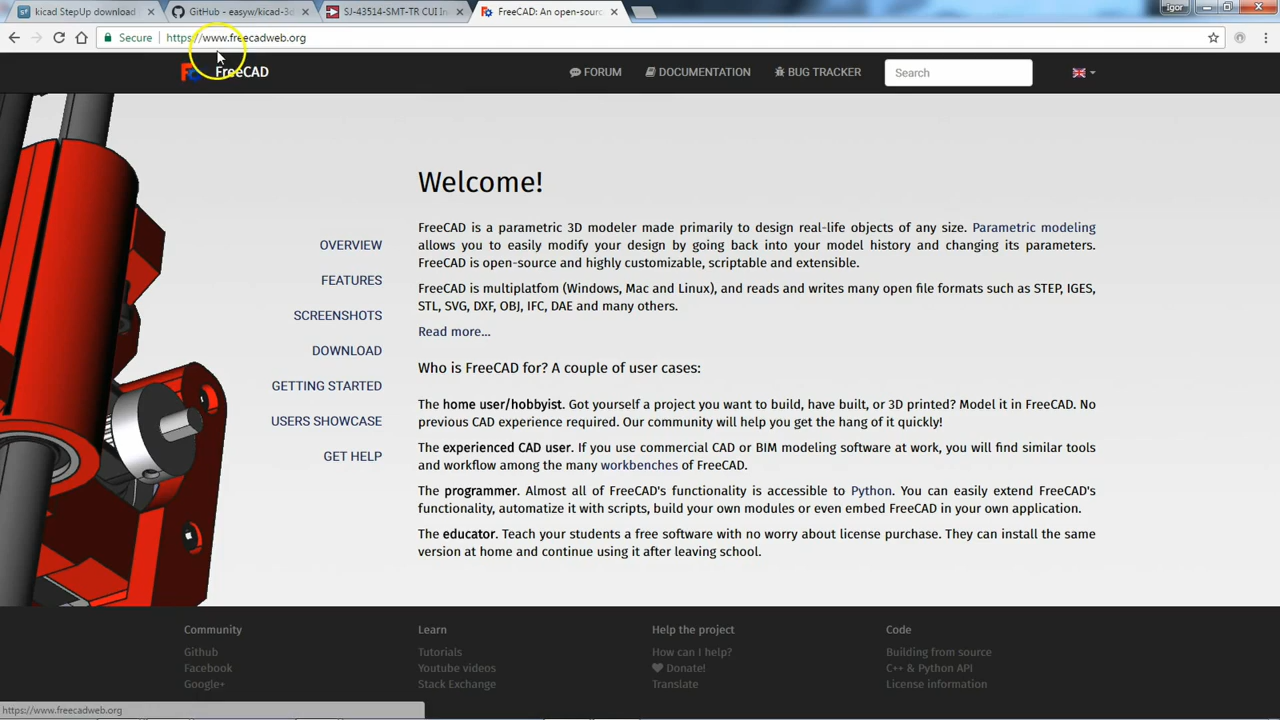 kicad StepUp download
GitHub - easyw/kicad-3d
SJ-43514-SMT-TR CUI In
FreeCAD: An open-sourc
Igor
Secure https://www.freecadweb.org
FreeCAD
FORUM
DOCUMENTATION
BUG TRACKER
Search
Welcome!
OVERVIEW
FEATURES
SCREENSHOTS
DOWNLOAD
GETTING STARTED
USERS SHOWCASE
GET HELP
FreeCAD is a parametric 3D modeler made primarily to design real-life objects of any size. Parametric modeling
allows you to easily modify your design by going back into your model history and changing its parameters.
FreeCAD is open-source and highly customizable, scriptable and extensible.
FreeCAD is multiplatfom (Windows, Mac and Linux), and reads and writes many open file formats such as STEP, IGES,
STL, SVG, DXF, OBJ, IFC, DAE and many others.
Read more...
Who is FreeCAD for? A couple of user cases:
The home user/hobbyist. Got yourself a project you want to build, have built, or 3D printed? Model it in FreeCAD. No
previous CAD experience required. Our community will help you get the hang of it quickly!
The experienced CAD user. If you use commercial CAD or BIM modeling software at work, you will find similar tools
and workflow among the many workbenches of FreeCAD.
The programmer. Almost all of FreeCAD's functionality is accessible to Python. You can easily extend FreeCAD's
functionality, automatize it with scripts, build your own modules or even embed FreeCAD in your own application.
The educator. Teach your students a free software with no worry about license purchase. They can install the same
version at home and continue using it after leaving school.
Community
Github
Facebook
Google+
Learn
Tutorials
Youtube videos
Stack Exchange
Help the project
How can I help?
Donate!
Translate
Code
Building from source
C++ & Python API
License information
https://www.freecadweb.org